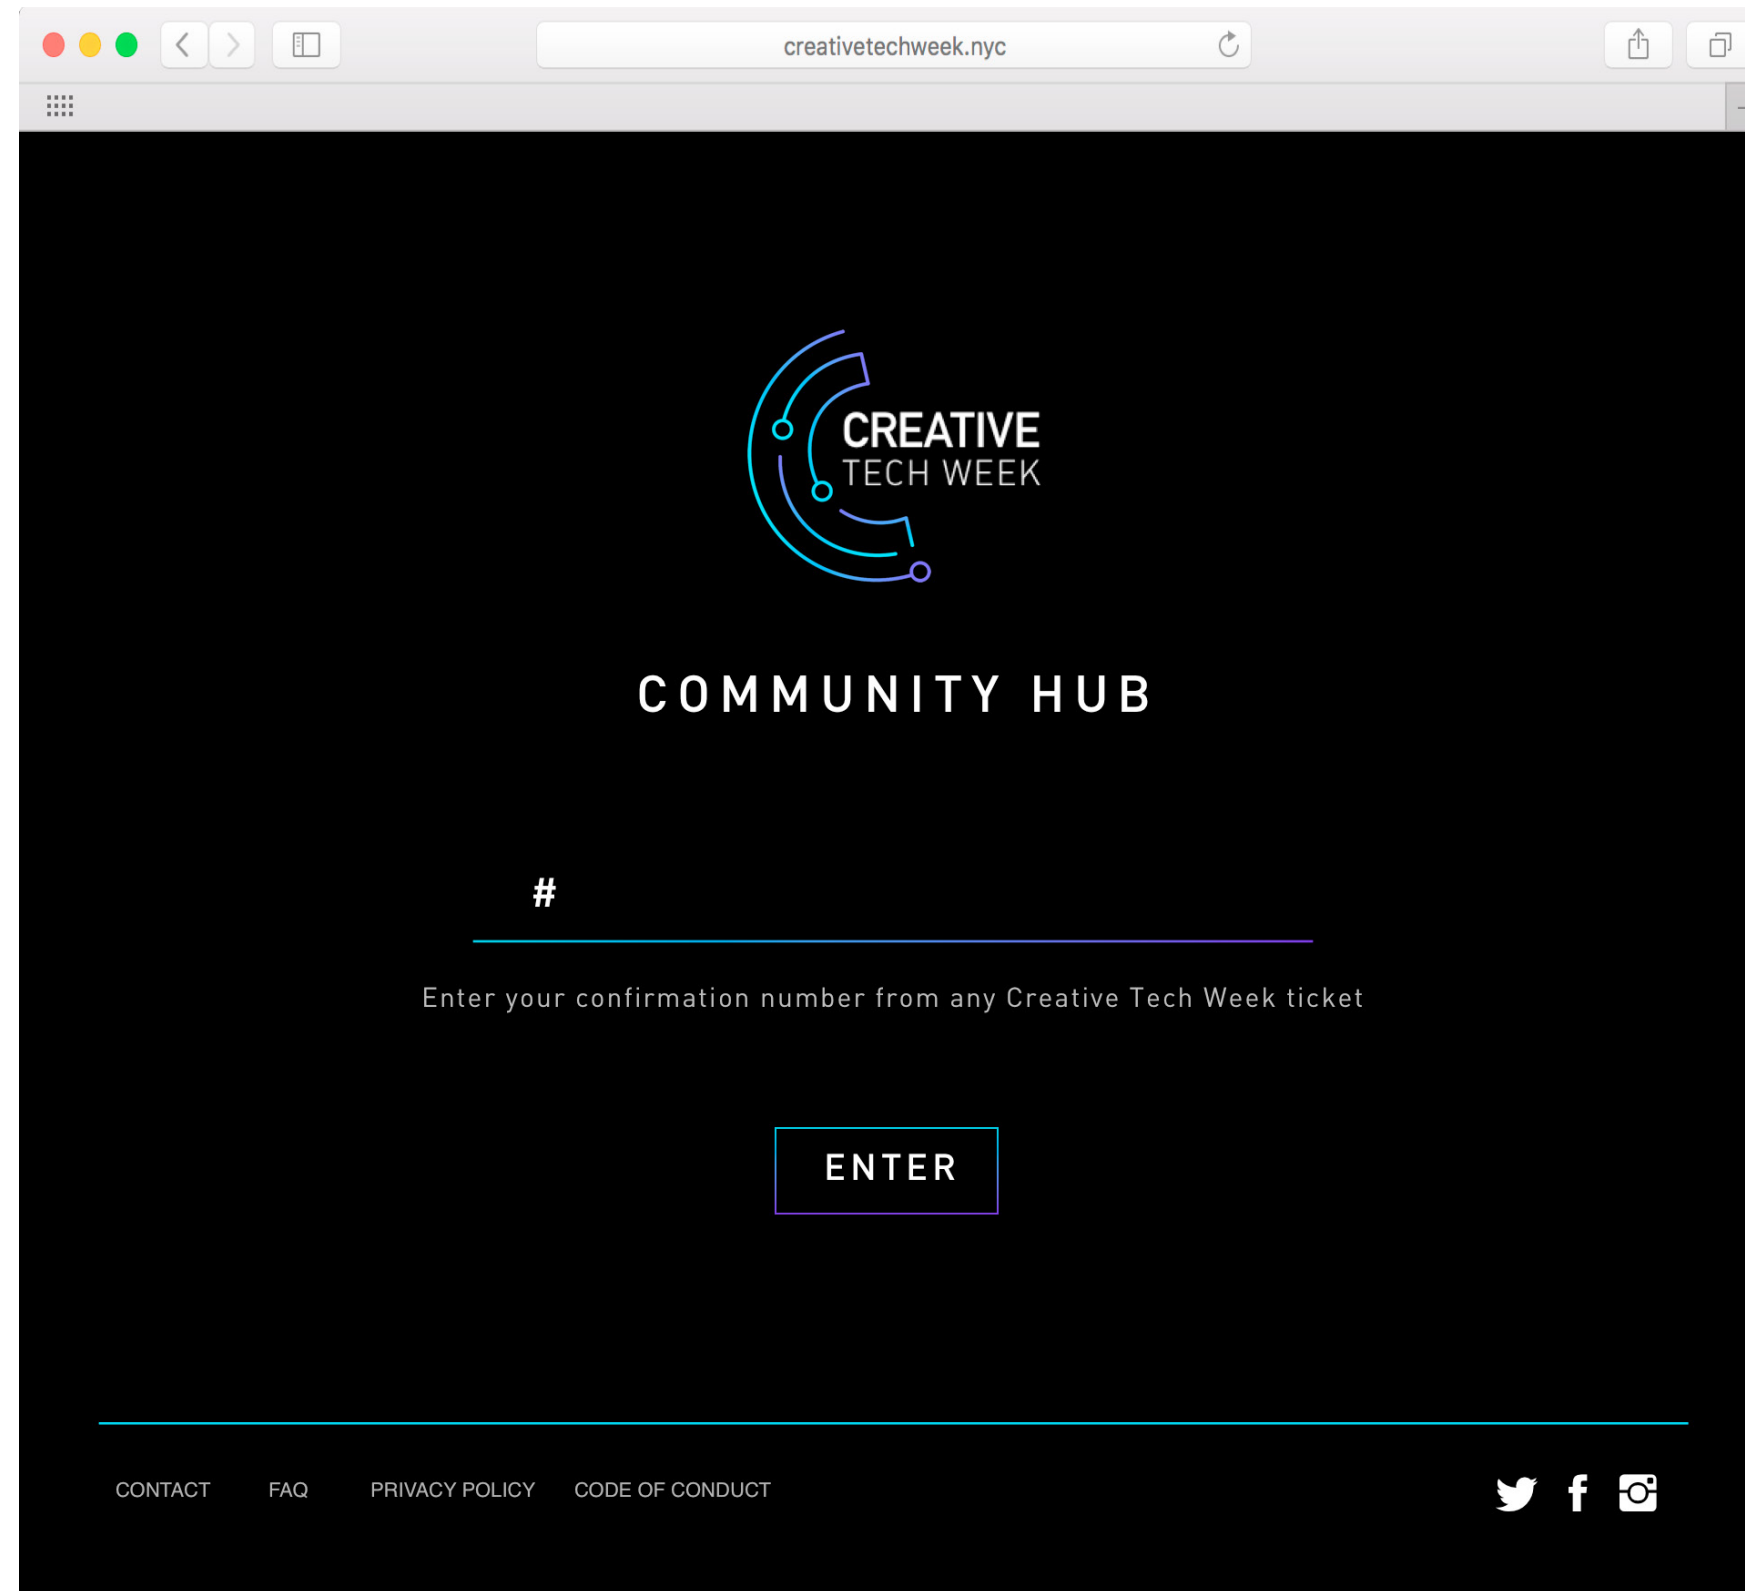 creativetechweek.nyc
CREATIVE
TECH WEEK
COMMUNITY HUB
#
Enter your confirmation number from any Creative Tech Week ticket
ENTER
CONTACT FAQ PRIVACY POLICY CODE OF CONDUCT